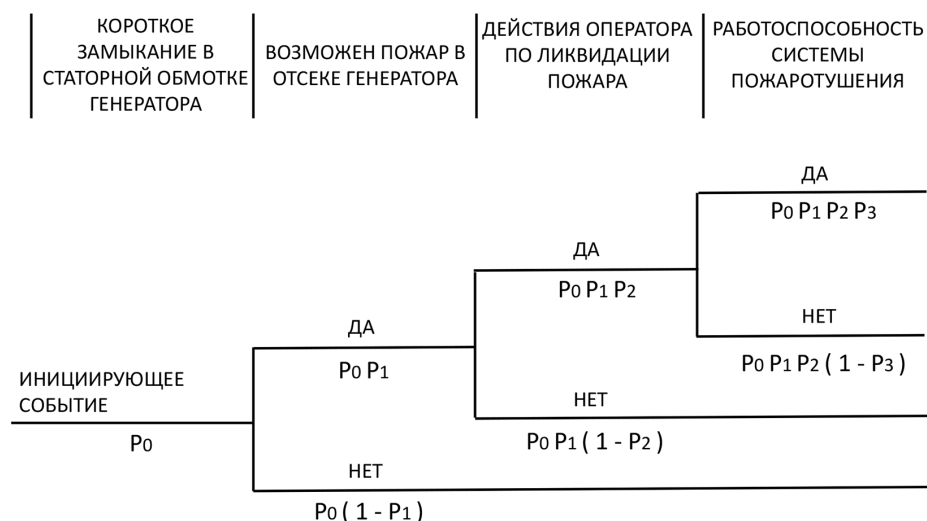 КОРОТКОЕ
ЗАМЫКАНИЕ В
СТАТОРНОЙ ОБМОТКЕ
ГЕНЕРАТОРА
ВОЗМОЖЕН ПОЖАР В
ОТСЕКЕ ГЕНЕРАТОРА
ДЕЙСТВИЯ ОПЕРАТОРА
ПО ЛИКВИДАЦИИ
ПОЖАРА
РАБОТОСПОСОБНОСТЬ
СИСТЕМЫ
ПОЖАРОТУШЕНИЯ
ДА
P0 P1 P2 P3
ДА
P0 P1 P2
НЕТ
P0 P1 P2 ( 1 - P3 )
ДА
P0 P1
ИНИЦИИРУЮЩЕЕ
СОБЫТИЕ
P0
НЕТ
P0 P1 ( 1 - P2 )
НЕТ
P0 ( 1 - P1 )